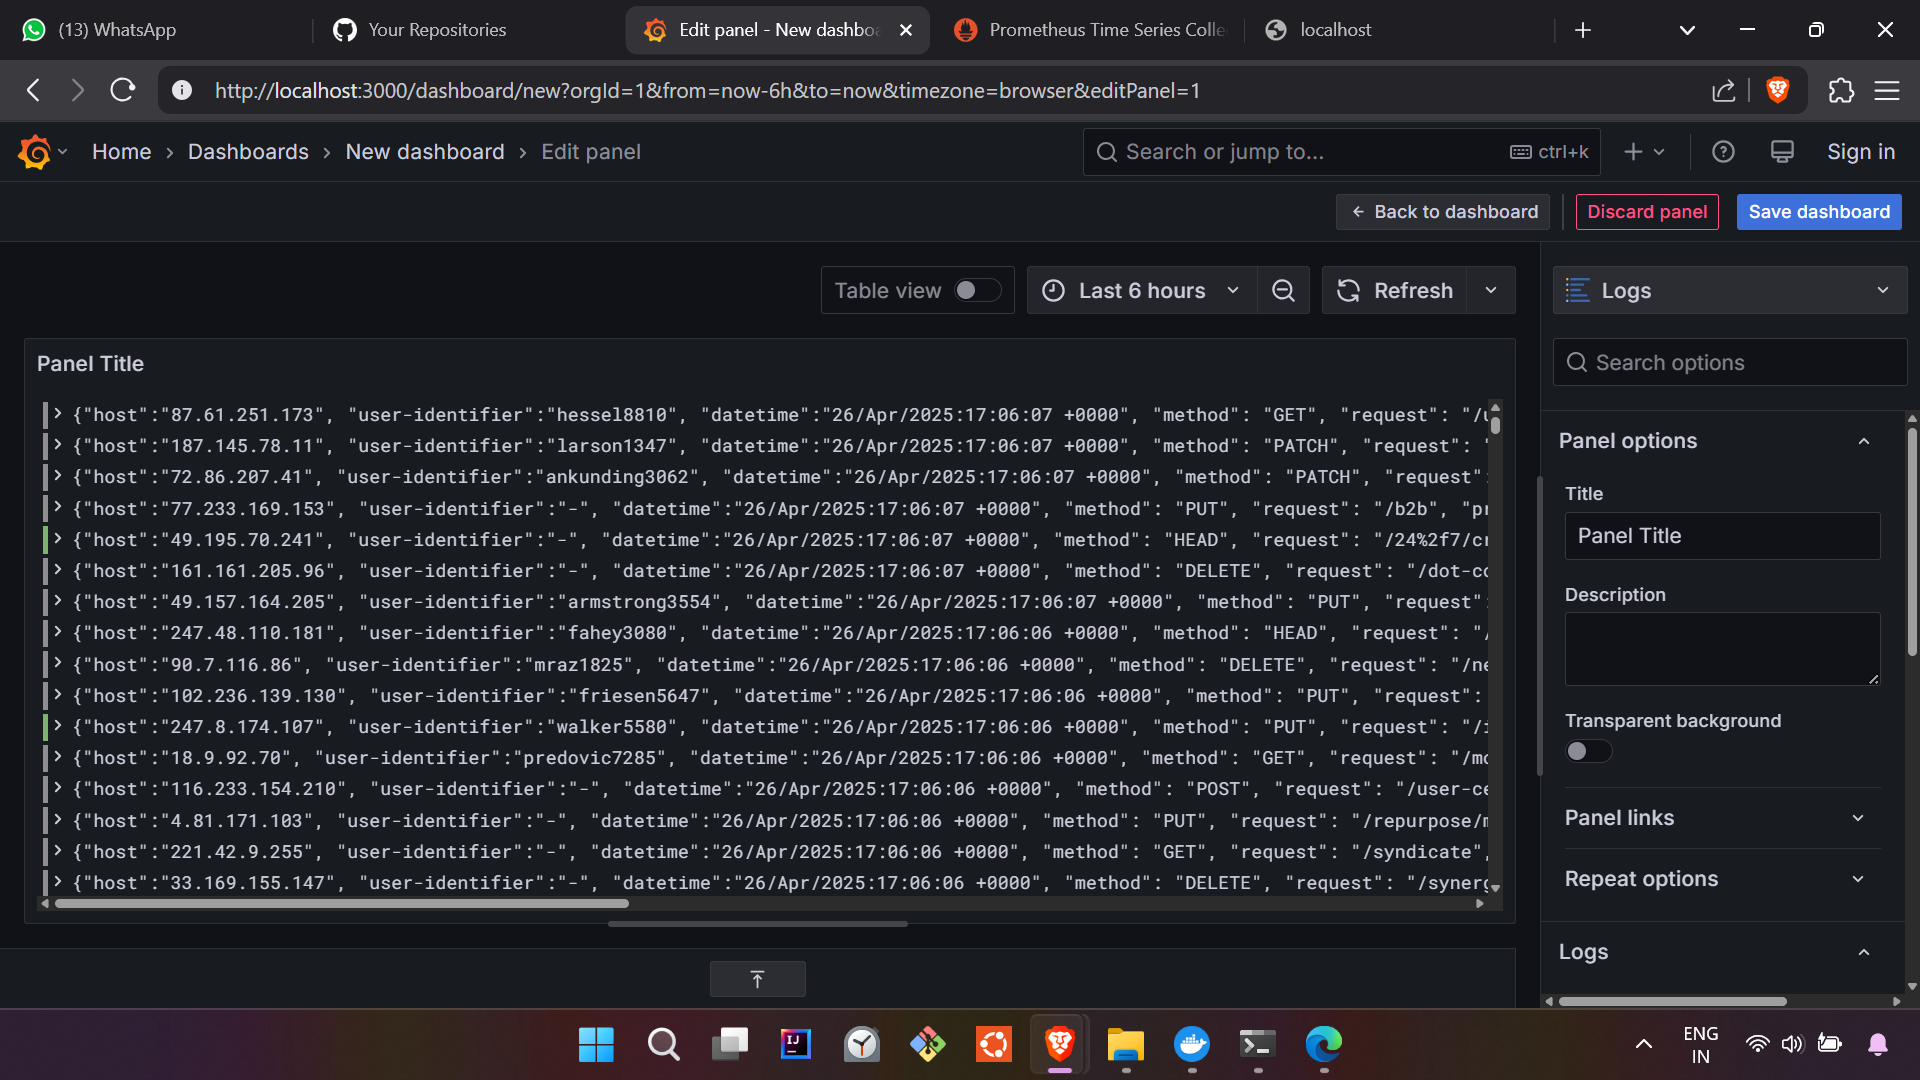 (13) WhatsApp
Your Repositories
Edit panel - New dashboa
Prometheus Time Series Colle
localhost
http://localhost:3000/dashboard/new?orgId=1&from=now-6h&to=now&timezone=browser&editPanel=1
Home › Dashboards › New dashboard › Edit panel
Search or jump to...
ctrl+k
Sign in
← Back to dashboard
Discard panel
Save dashboard
Table view
Last 6 hours
Refresh
Logs
Panel Title
Search options
{"host":"87.61.251.173", "user-identifier":"hessel8810", "datetime":"26/Apr/2025:17:06:07 +0000", "method": "GET", "request": "/u
{"host":"187.145.78.11", "user-identifier":"larson1347", "datetime":"26/Apr/2025:17:06:07 +0000", "method": "PATCH", "request": "
{"host":"72.86.207.41", "user-identifier":"ankunding3062", "datetime":"26/Apr/2025:17:06:07 +0000", "method": "PATCH", "request":
{"host":"77.233.169.153", "user-identifier":"-", "datetime":"26/Apr/2025:17:06:07 +0000", "method": "PUT", "request": "/b2b", "pr
{"host":"49.195.70.241", "user-identifier":"-", "datetime":"26/Apr/2025:17:06:07 +0000", "method": "HEAD", "request": "/24%2f7/cr
{"host":"161.161.205.96", "user-identifier":"-", "datetime":"26/Apr/2025:17:06:07 +0000", "method": "DELETE", "request": "/dot-co
{"host":"49.157.164.205", "user-identifier":"armstrong3554", "datetime":"26/Apr/2025:17:06:07 +0000", "method": "PUT", "request":
{"host":"247.48.110.181", "user-identifier":"fahey3080", "datetime":"26/Apr/2025:17:06:06 +0000", "method": "HEAD", "request": "/
{"host":"90.7.116.86", "user-identifier":"mraz1825", "datetime":"26/Apr/2025:17:06:06 +0000", "method": "DELETE", "request": "/ne
{"host":"102.236.139.130", "user-identifier":"friesen5647", "datetime":"26/Apr/2025:17:06:06 +0000", "method": "PUT", "request":
{"host":"247.8.174.107", "user-identifier":"walker5580", "datetime":"26/Apr/2025:17:06:06 +0000", "method": "PUT", "request": "/i
{"host":"18.9.92.70", "user-identifier":"predovic7285", "datetime":"26/Apr/2025:17:06:06 +0000", "method": "GET", "request": "/mo
{"host":"116.233.154.210", "user-identifier":"-", "datetime":"26/Apr/2025:17:06:06 +0000", "method": "POST", "request": "/user-ce
{"host":"4.81.171.103", "user-identifier":"-", "datetime":"26/Apr/2025:17:06:06 +0000", "method": "PUT", "request": "/repurpose/m
{"host":"221.42.9.255", "user-identifier":"-", "datetime":"26/Apr/2025:17:06:06 +0000", "method": "GET", "request": "/syndicate",
{"host":"33.169.155.147", "user-identifier":"-", "datetime":"26/Apr/2025:17:06:06 +0000", "method": "DELETE", "request": "/synerg
Panel options
Title
Panel Title
Description
Transparent background
Panel links
Repeat options
Logs
IJ
ENG
IN